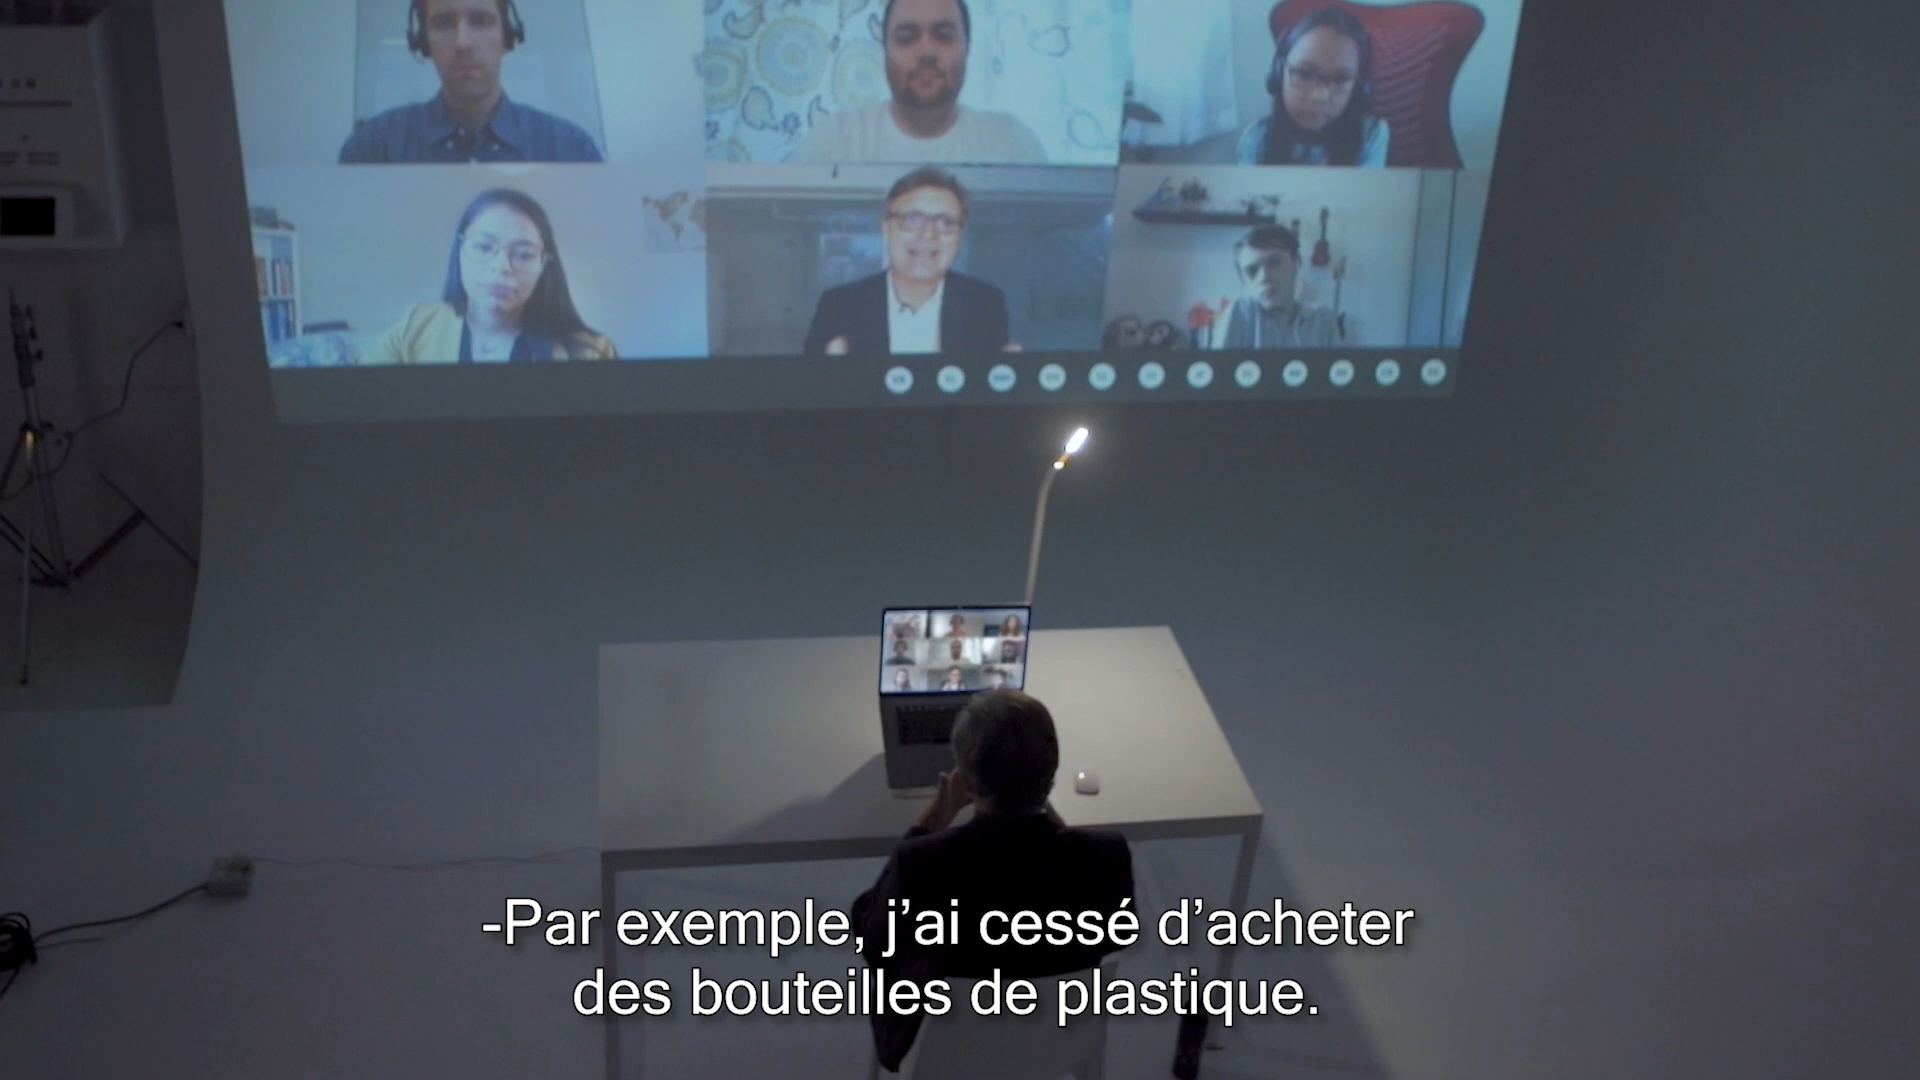 -Par exemple, j’ai cessé d’acheter
des bouteilles de plastique.